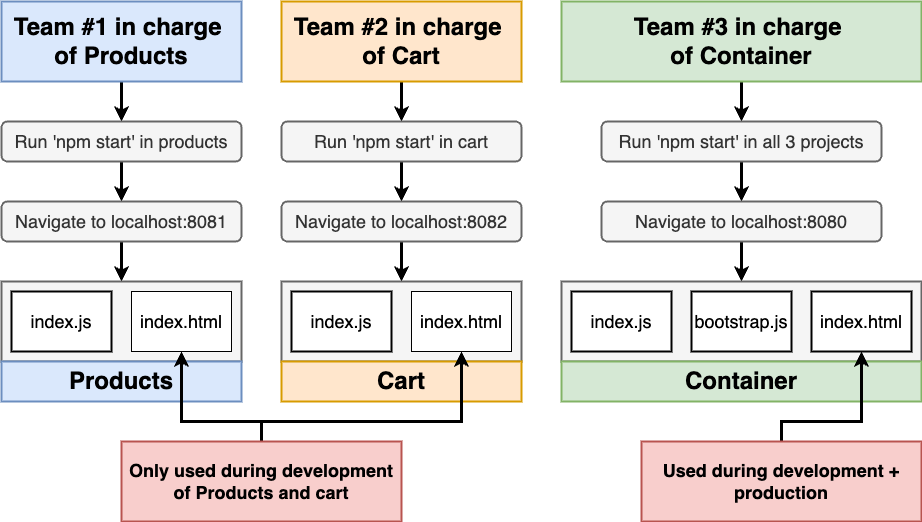 Team #1 in charge
of Products
Team #2 in charge
of Cart
Team #3 in charge
of Container
Run 'npm start' in products
Run 'npm start' in cart
Run 'npm start' in all 3 projects
Navigate to localhost:8081
Navigate to localhost:8082
Navigate to localhost:8080
index.js
index.html
index.js
index.html
index.js
bootstrap.js
index.html
Products
Cart
Container
Only used during development
of Products and cart
Used during development +
production